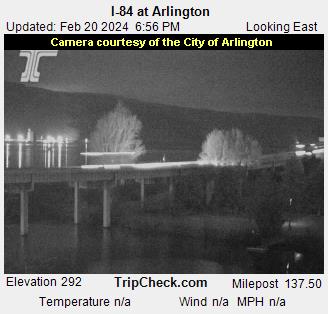 I-84 at Arlington
Updated: Feb 20 2024 6:56 PM Looking East
Camera courtesy of the City of Arlington
Elevation 292 TripCheck.com Milepost 137.50
Temperature n/a Wind n/a MPH n/a